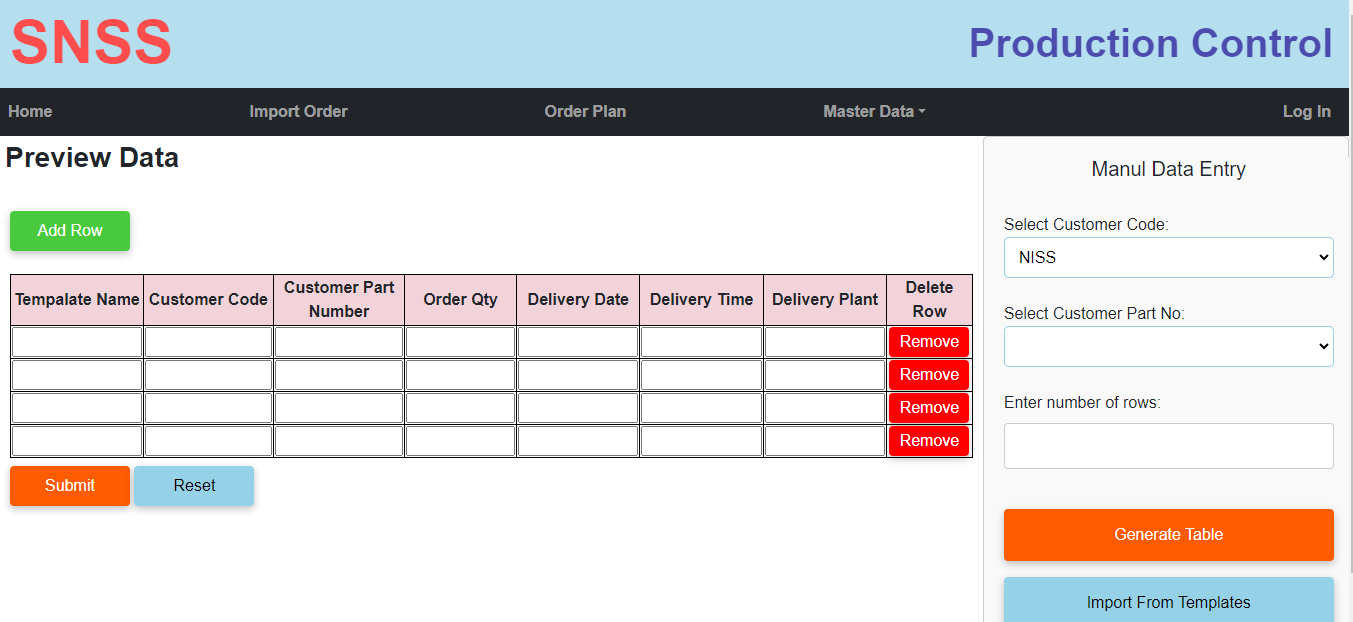 SNSS
Production Control
Home Import Order Order Plan Master Data Log In
Preview Data
Add Row
Tempalate Name Customer Code Customer Part Number Order Qty Delivery Date Delivery Time Delivery Plant Delete Row
Remove
Remove
Remove
Remove
Submit Reset
Manul Data Entry
Select Customer Code:
NISS
Select Customer Part No:
Enter number of rows:
Generate Table
Import From Templates